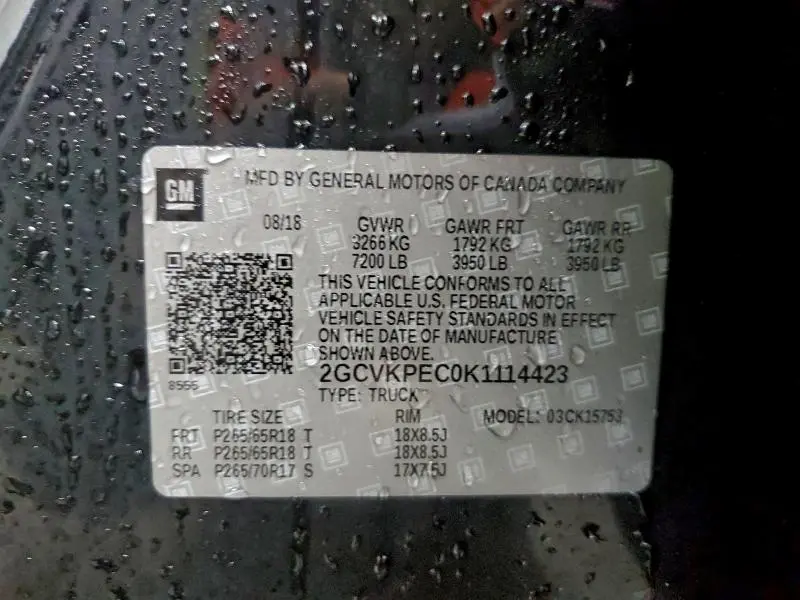 GM MFD BY GENERAL MOTORS OF CANADA COMPANY
08/18 GVWR GAWR FRT GAWR RR
3266 KG 1792 KG 1792 KG
7200 LB 3950 LB 3950 LB
THIS VEHICLE CONFORMS TO ALL
APPLICABLE U.S. FEDERAL MOTOR
VEHICLE SAFETY STANDARDS IN EFFECT
ON THE DATE OF MANUFACTURE
SHOWN ABOVE.
2GCVKPEC0K1114423
8566
TYPE: TRUCK
TIRE SIZE RIM MODEL: 03CK15753
FRT P265/65R18 T 18X8.5J
RR P265/65R18 T 18X8.5J
SPA P265/70R17 S 17X7.5J